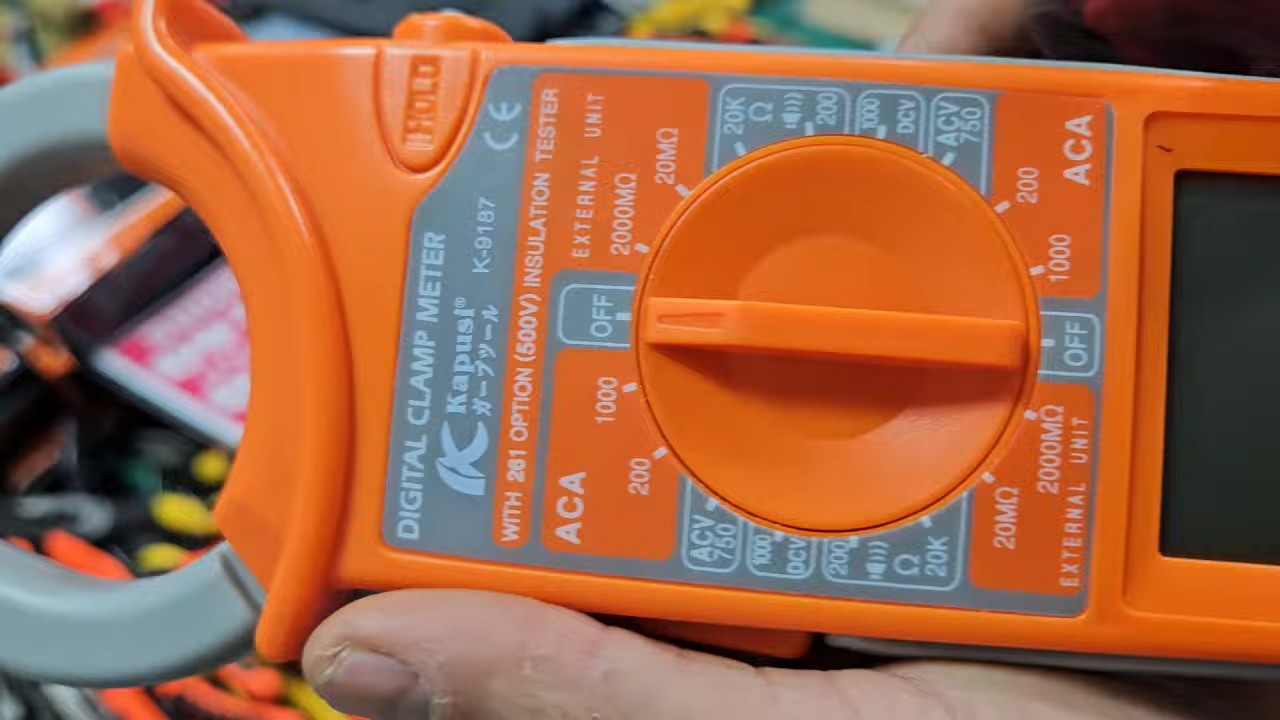 HOLD
DIGITAL CLAMP METER
Kapusi®
ガープツール K-9187
WITH 261 OPTION (500V) INSULATION TESTER
ACA
200
1000
OFF
EXTERNAL UNIT
2000MΩ
20MΩ
ACV
750
1000
DCV
200
Ω
20K
20K
Ω
200
1000
DCV
ACV
750
20MΩ
2000MΩ
EXTERNAL UNIT
OFF
1000
200
ACA